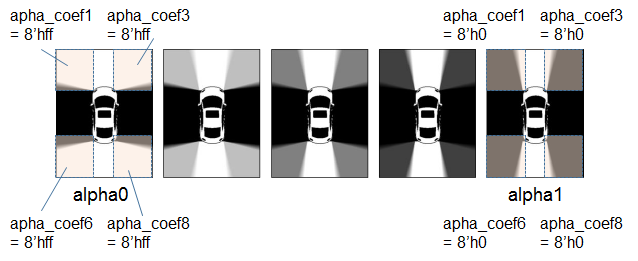 apha_coef1 apha_coef3
= 8'hff = 8'hff
apha_coef1 apha_coef3
= 8'h0 = 8'h0
alpha0
alpha1
apha_coef6 apha_coef8
= 8'hff = 8'hff
apha_coef6 apha_coef8
= 8'h0 = 8'h0